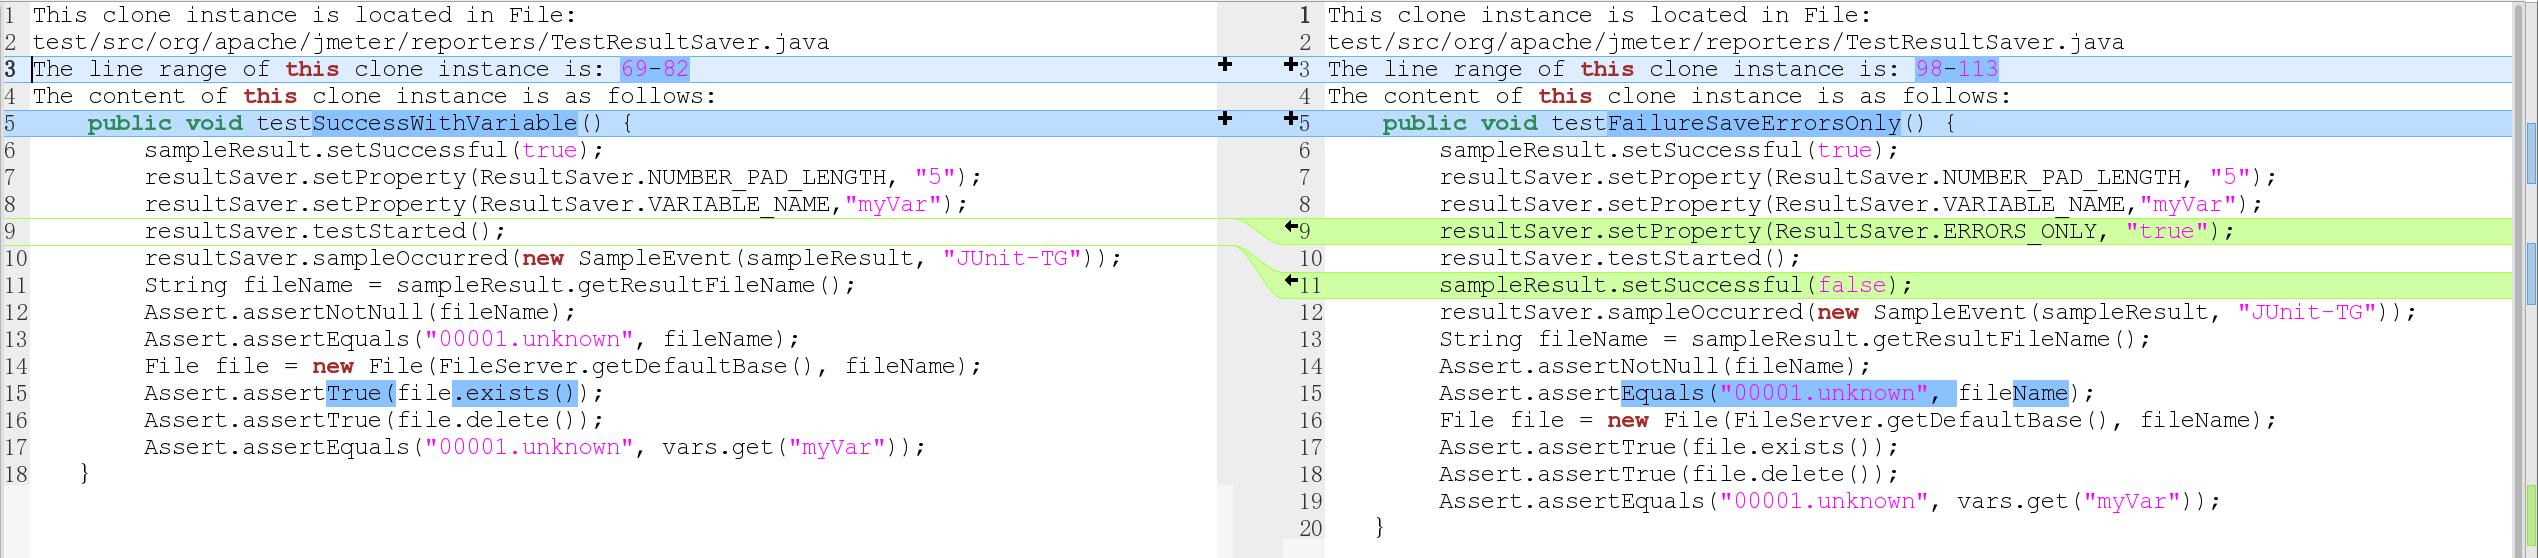 1 This clone instance is located in File:
2 test/src/org/apache/jmeter/reporters/TestResultSaver.java
3 The line range of this clone instance is: 69-82
4 The content of this clone instance is as follows:
5     public void testSuccessWithVariable() {
6         sampleResult.setSuccessful(true);
7         resultSaver.setProperty(ResultSaver.NUMBER_PAD_LENGTH, "5");
8         resultSaver.setProperty(ResultSaver.VARIABLE_NAME,"myVar");
9         resultSaver.testStarted();
10         resultSaver.sampleOccurred(new SampleEvent(sampleResult, "JUnit-TG"));
11         String fileName = sampleResult.getResultFileName();
12         Assert.assertNotNull(fileName);
13         Assert.assertEquals("00001.unknown", fileName);
14         File file = new File(FileServer.getDefaultBase(), fileName);
15         Assert.assertTrue(file.exists());
16         Assert.assertTrue(file.delete());
17         Assert.assertEquals("00001.unknown", vars.get("myVar"));
18     }
1 This clone instance is located in File:
2 test/src/org/apache/jmeter/reporters/TestResultSaver.java
3 The line range of this clone instance is: 98-113
4 The content of this clone instance is as follows:
5     public void testFailureSaveErrorsOnly() {
6         sampleResult.setSuccessful(true);
7         resultSaver.setProperty(ResultSaver.NUMBER_PAD_LENGTH, "5");
8         resultSaver.setProperty(ResultSaver.VARIABLE_NAME,"myVar");
9         resultSaver.setProperty(ResultSaver.ERRORS_ONLY, "true");
10         resultSaver.testStarted();
11         sampleResult.setSuccessful(false);
12         resultSaver.sampleOccurred(new SampleEvent(sampleResult, "JUnit-TG"));
13         String fileName = sampleResult.getResultFileName();
14         Assert.assertNotNull(fileName);
15         Assert.assertEquals("00001.unknown", fileName);
16         File file = new File(FileServer.getDefaultBase(), fileName);
17         Assert.assertTrue(file.exists());
18         Assert.assertTrue(file.delete());
19         Assert.assertEquals("00001.unknown", vars.get("myVar"));
20     }